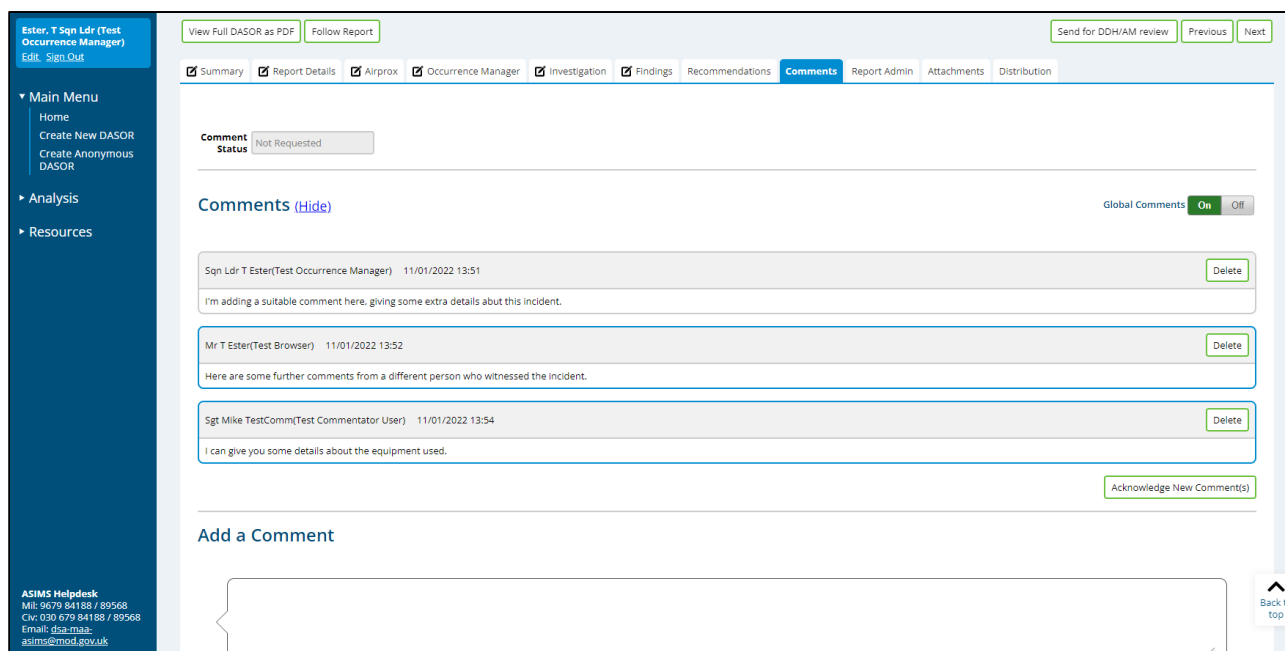 Ester, T Sqn Ldr (Test
Occurrence Manager)
Edit Sign Out
Main Menu
Home
Create New DASOR
Create Anonymous
DASOR
Analysis
Resources
ASIMS Helpdesk
Mil: 9679 84188 / 89568
Civ: 030 679 84188 / 89568
Email: dsa-maa-
asims@mod.gov.uk
View Full DASOR as PDF Follow Report Send for DDH/AM review Previous Next
Summary Report Details Airprox Occurrence Manager Investigation Findings Recommendations Comments Report Admin Attachments Distribution
Comment
Status Not Requested
Comments (Hide) Global Comments On Off
Sqn Ldr T Ester(Test Occurrence Manager) 11/01/2022 13:51 Delete
I'm adding a suitable comment here, giving some extra details abut this incident.
Mr T Ester(Test Browser) 11/01/2022 13:52 Delete
Here are some further comments from a different person who witnessed the incident.
Sgt Mike TestComm(Test Commentator User) 11/01/2022 13:54 Delete
I can give you some details about the equipment used.
Acknowledge New Comment(s)
Add a Comment
Back t
top